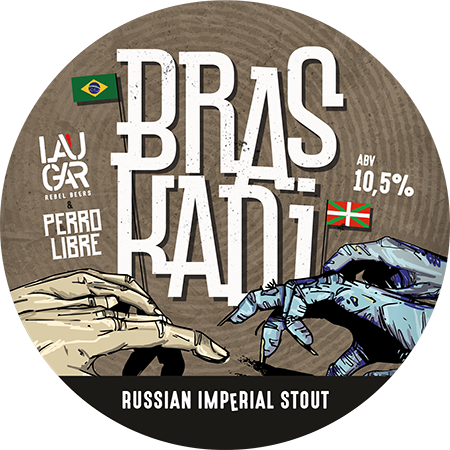 BRAS
KADi
LAUGAR
REBEL BEERS
&
PERRO
LIBRE
ABV
10,5%
RUSSIAN IMPERIAL STOUT